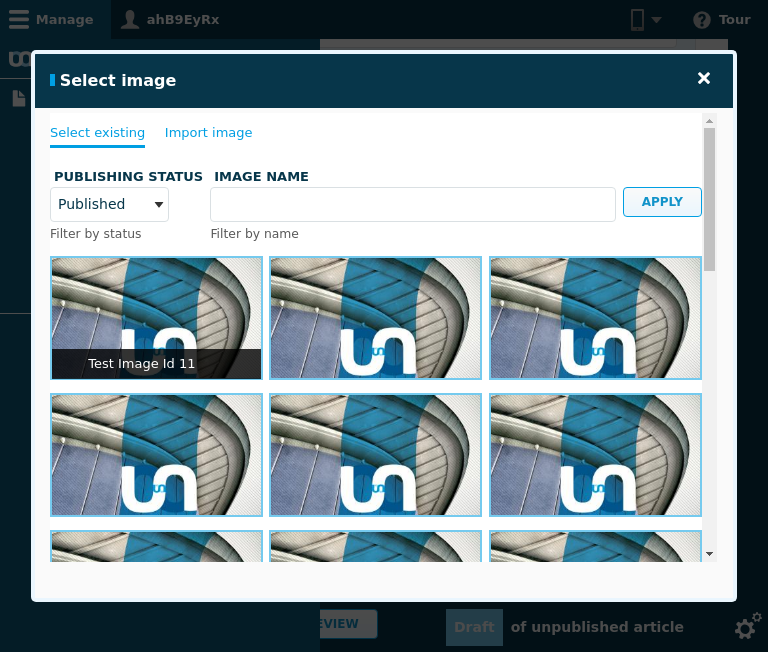 Manage
ahB9EyRx
Tour
Select image
Select existing
Import image
PUBLISHING STATUS
IMAGE NAME
Published
APPLY
Filter by status
Filter by name
Test Image Id 11
Draft of unpublished article